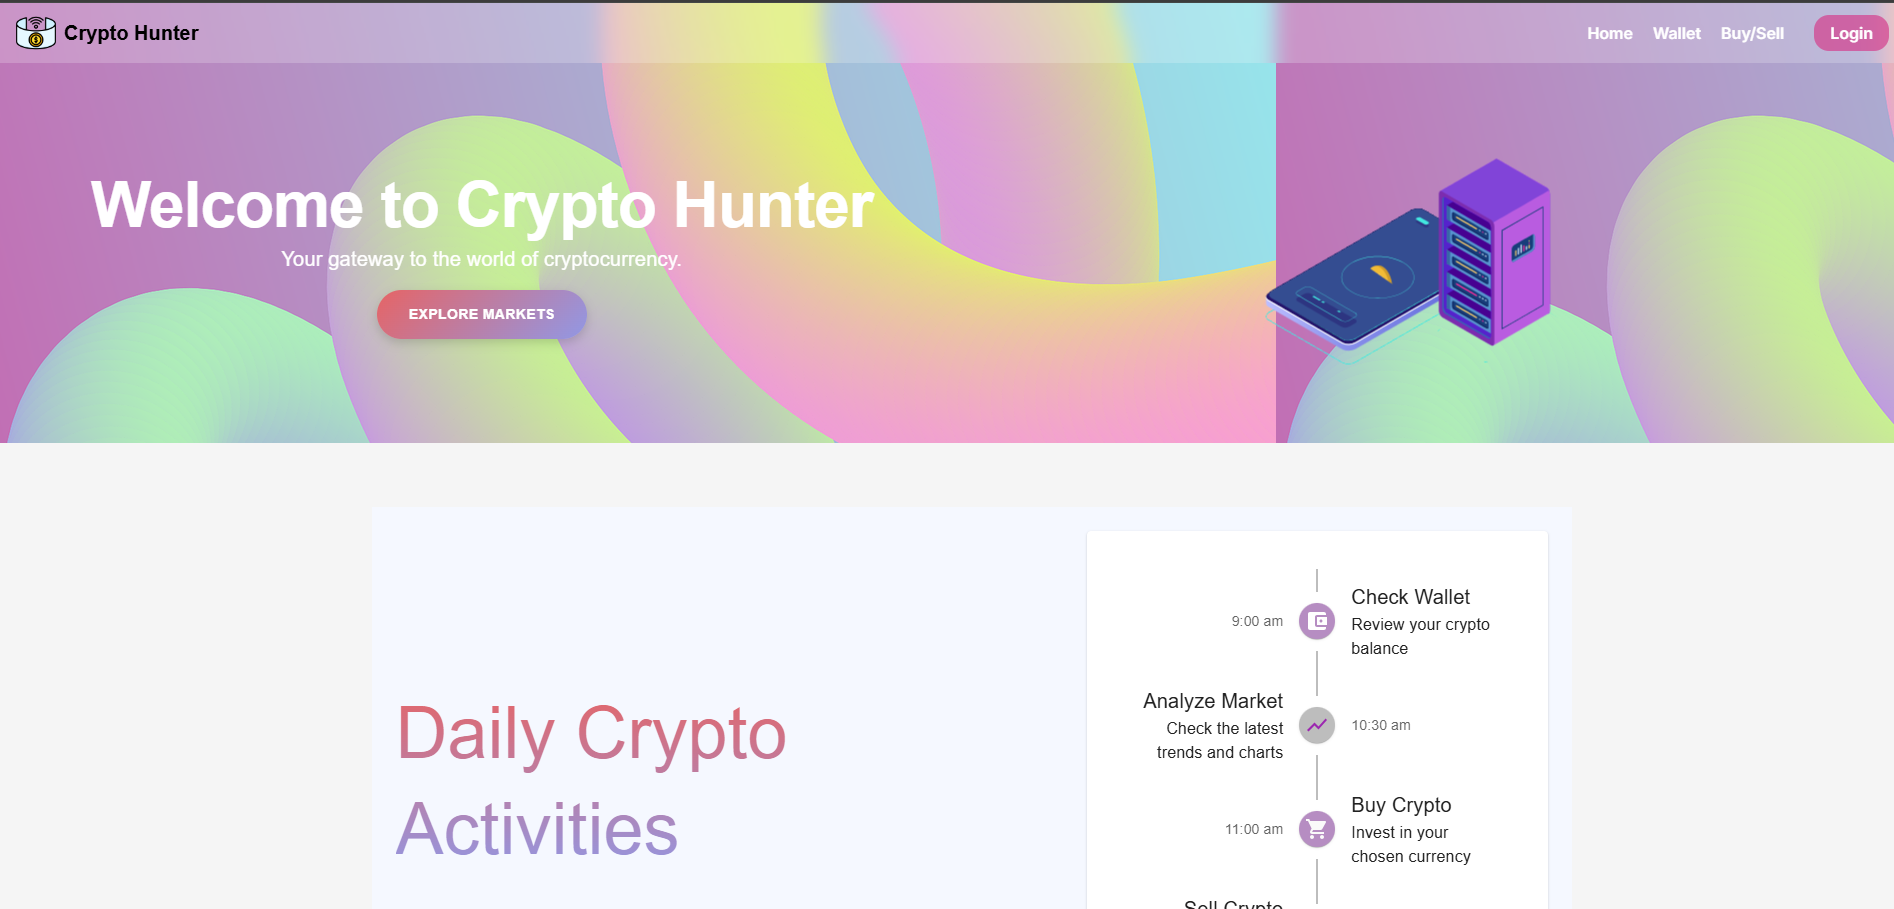 Crypto Hunter
Home
Wallet
Buy/Sell
Login
Welcome to Crypto Hunter
Your gateway to the world of cryptocurrency.
EXPLORE MARKETS
Daily Crypto
Activities
9:00 am
Check Wallet
Review your crypto
balance
Analyze Market
Check the latest
trends and charts
10:30 am
11:00 am
Buy Crypto
Invest in your
chosen currency
Sell Crypto